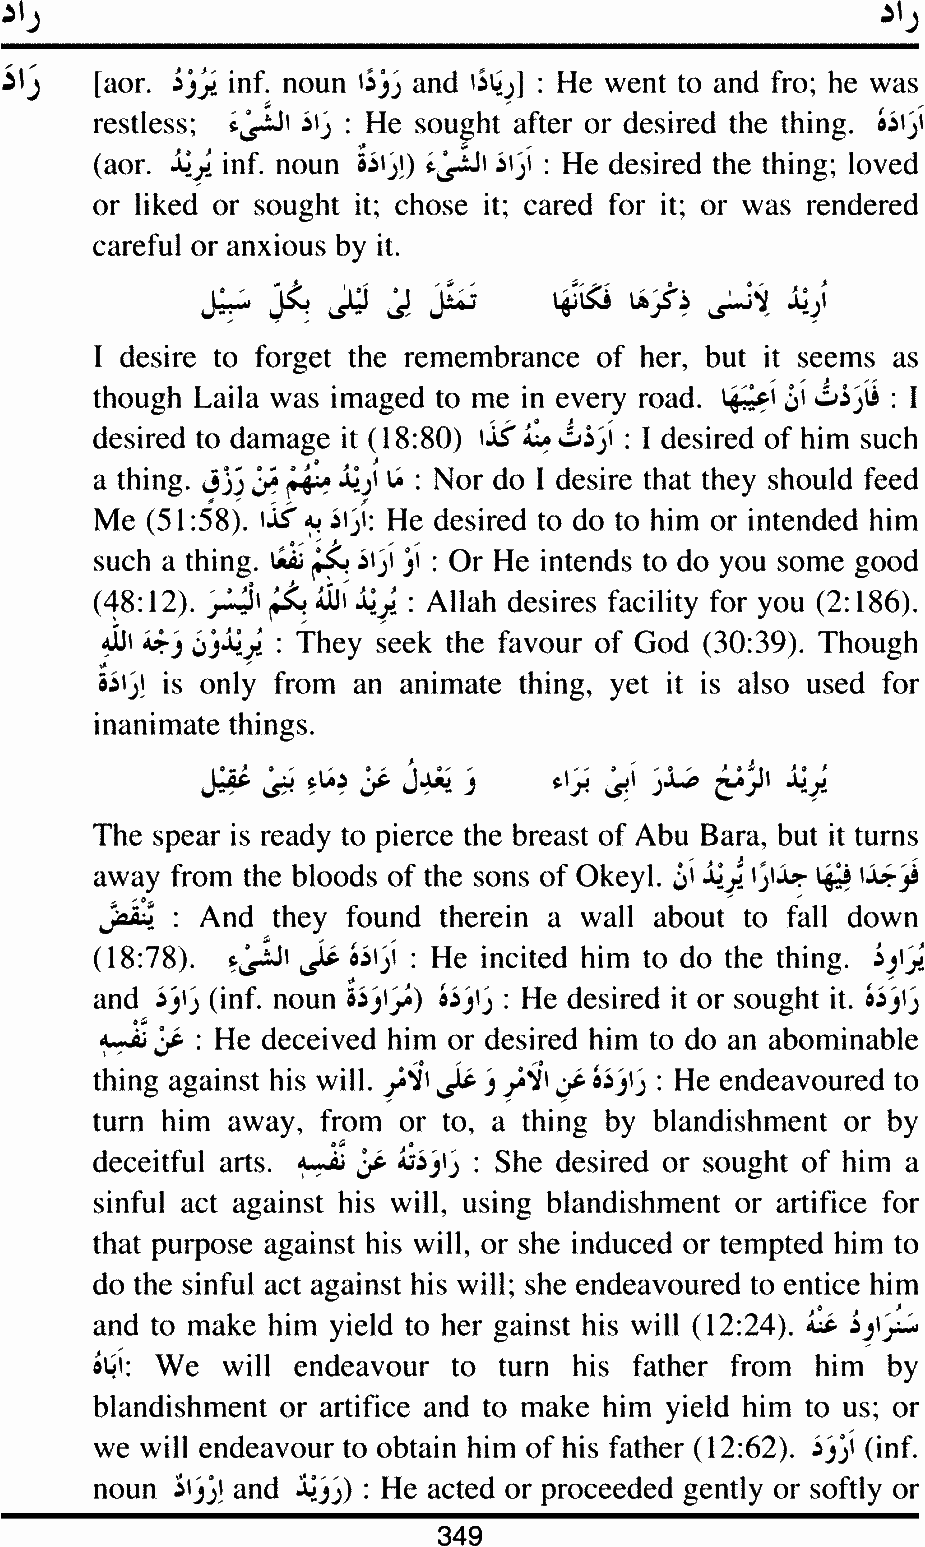 راد راد
رَادَ [aor. يَرُوْدُ inf. noun رَوْدًا and رِيَادًا] : He went to and fro; he was
restless; رَادَ الشَّيْءَ : He sought after or desired the thing. اَرَادَهُ
(aor. يُرِيْدُ inf. noun اِرَادَةٌ) اَرَادَ الشَّيْءَ : He desired the thing; loved
or liked or sought it; chose it; cared for it; or was rendered
careful or anxious by it.
اُرِيْدُ لِاَنْسٰى ذِكْرَهَا فَكَاَنَّهَا تَمَثَّلَ لِيْ لَيْلٰى بِكُلِّ سَبِيْلٍ
I desire to forget the remembrance of her, but it seems as
though Laila was imaged to me in every road. فَاَرَدْتُّ اَنْ اَعِيْبَهَا : I
desired to damage it (18:80) اَرَدْتُّ مِنْهُ كَذَا : I desired of him such
a thing. مَا اُرِيْدُ مِنْهُمْ مِّنْ رِّزْقٍ : Nor do I desire that they should feed
Me (51:58). اَرَادَ بِهٖ كَذَا: He desired to do to him or intended him
such a thing. اَوْ اَرَادَ بِكُمْ نَفْعًا : Or He intends to do you some good
(48:12). يُرِيْدُ اللّٰهُ بِكُمُ الْيُسْرَ : Allah desires facility for you (2:186).
يُرِيْدُوْنَ وَجْهَ اللّٰهِ : They seek the favour of God (30:39). Though
اِرَادَةٌ is only from an animate thing, yet it is also used for
inanimate things.
يُرِيْدُ الرُّمْحُ صَدْرَ اَبِيْ بَرَاء وَ يَعْدِلُ عَنْ دِمَاءِ بَنِيْ عُقَيْل
The spear is ready to pierce the breast of Abu Bara, but it turns
away from the bloods of the sons of Okeyl. فَوَجَدَا فِيْهَا جِدَارًا يُّرِيْدُ اَنْ
يَّنْقَضَّ : And they found therein a wall about to fall down
(18:78). اَرَادَهُ عَلَى الشَّيْءِ : He incited him to do the thing. يُرَاوِدُ
and رَاوَدَ (inf. noun مُرَاوَدَةٌ) رَاوَدَهُ : He desired it or sought it. رَاوَدَهُ
عَنْ نَّفْسِهٖ : He deceived him or desired him to do an abominable
thing against his will. رَاوَدَهُ عَنِ الْاَمْرِ وَ عَلَى الْاَمْرِ : He endeavoured to
turn him away, from or to, a thing by blandishment or by
deceitful arts. رَاوَدَتْهُ عَنْ نَّفْسِهٖ : She desired or sought of him a
sinful act against his will, using blandishment or artifice for
that purpose against his will, or she induced or tempted him to
do the sinful act against his will; she endeavoured to entice him
and to make him yield to her gainst his will (12:24). سَنُرَاوِدُ عَنْهُ
اَبَاهُ: We will endeavour to turn his father from him by
blandishment or artifice and to make him yield him to us; or
we will endeavour to obtain him of his father (12:62). اَرْوَدَ (inf.
noun اِرْوَادٌ and رُوَيْدٌ) : He acted or proceeded gently or softly or
349